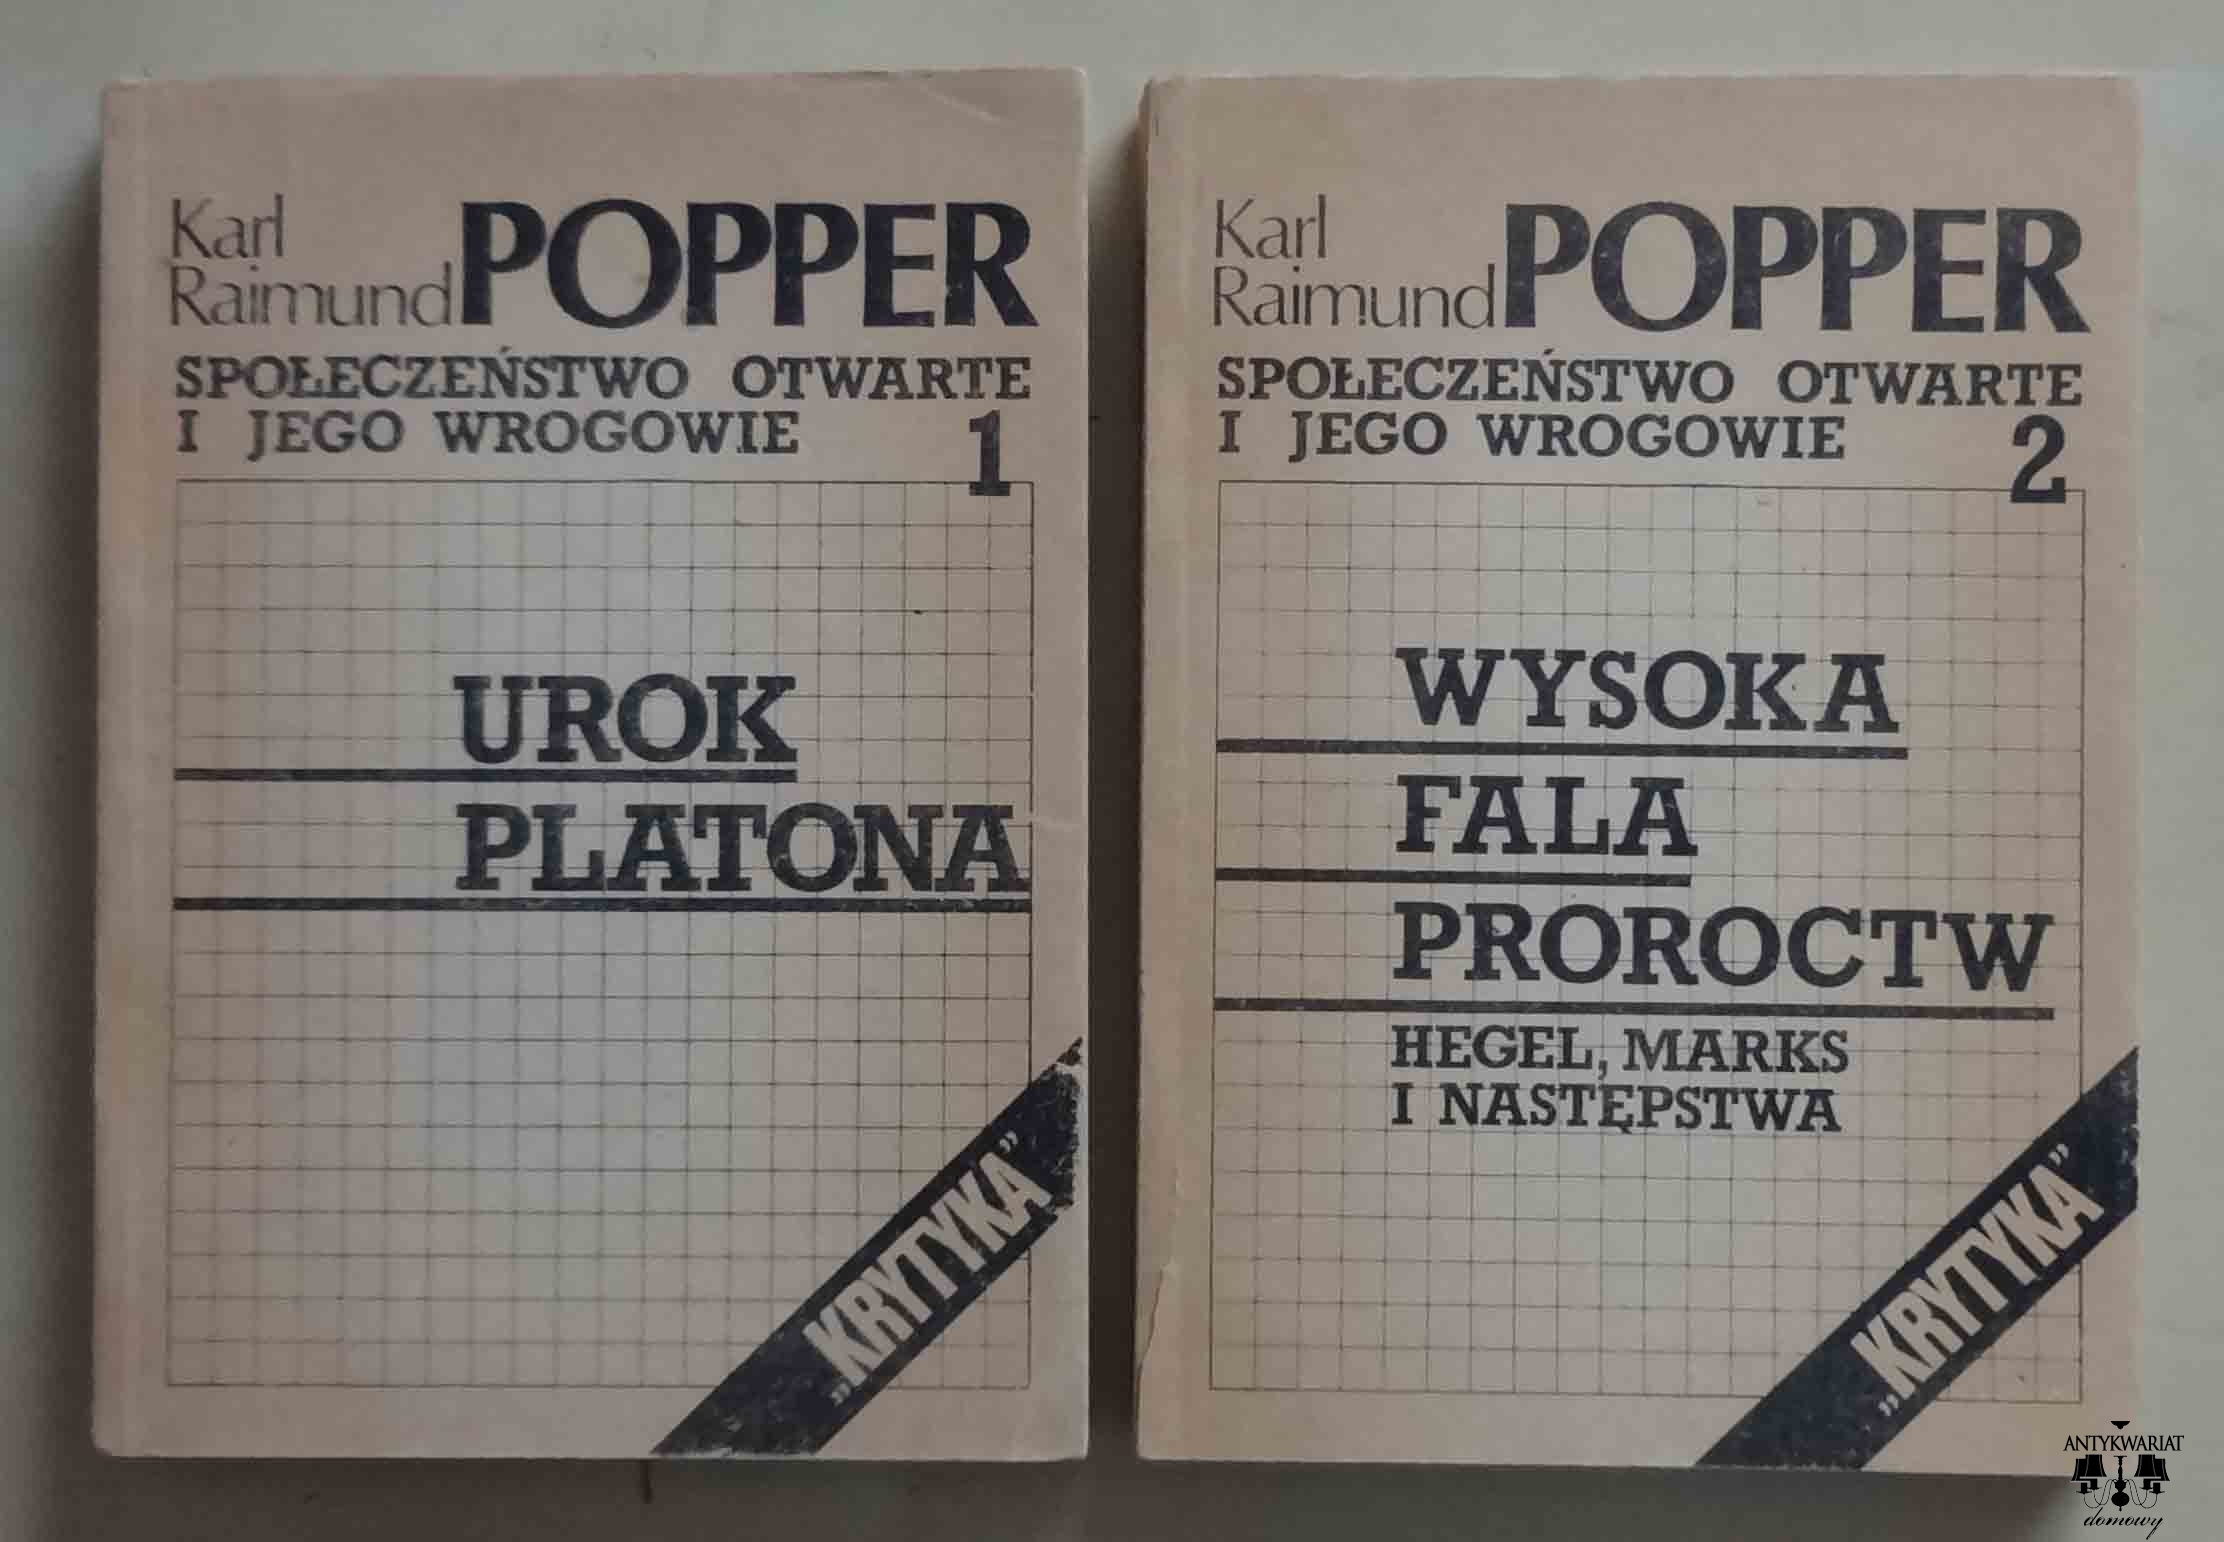 Karl
Raimund POPPER
SPOŁECZEŃSTWO OTWARTE
I JEGO WROGOWIE 1
UROK
PLATONA
„KRYTYKA”
Karl
Raimund POPPER
SPOŁECZEŃSTWO OTWARTE
I JEGO WROGOWIE 2
WYSOKA
FALA
PROROCTW
HEGEL, MARKS
I NASTĘPSTWA
„KRYTYKA”
ANTYKWARIAT
domowy